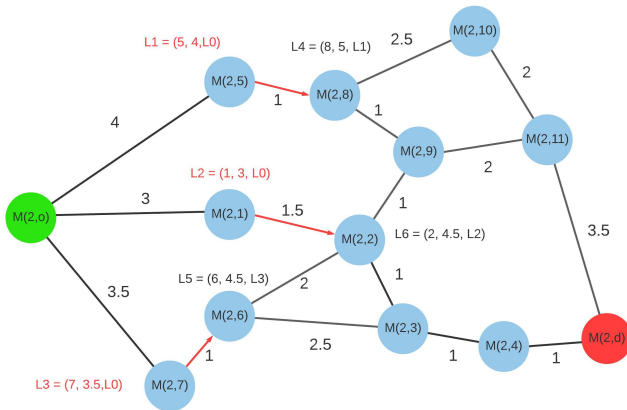 M(2,10)
2.5
L1 = (5, 4,L0)
L4 = (8, 5, L1)
2
M(2,5)
M(2,8)
1
1
4
M(2,11)
M(2,9)
2
L2 = (1, 3, L0)
3
1.5
1
M(2,o)
M(2,1)
M(2,2)
L6 = (2, 4.5, L2)
3.5
1
L5 = (6, 4.5, L3)
2
3.5
M(2,6)
M(2,3)
M(2,d)
2.5
M(2,4)
1
1
1
L3 = (7, 3.5,L0)
M(2,7)